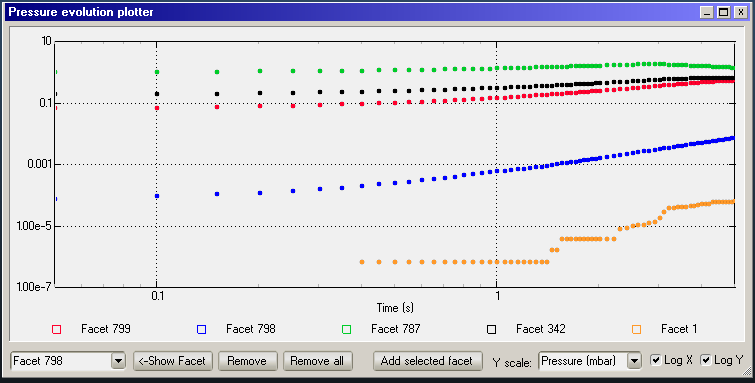 Pressure evolution plotter
10
0.1
0.001
1.00e-5
1.00e-7
0.1
1
Time (s)
Facet 799
Facet 798
Facet 787
Facet 342
Facet 1
Facet 798
<-Show Facet
Remove
Remove all
Add selected facet
Y scale:
Pressure (mbar)
Log X
Log Y